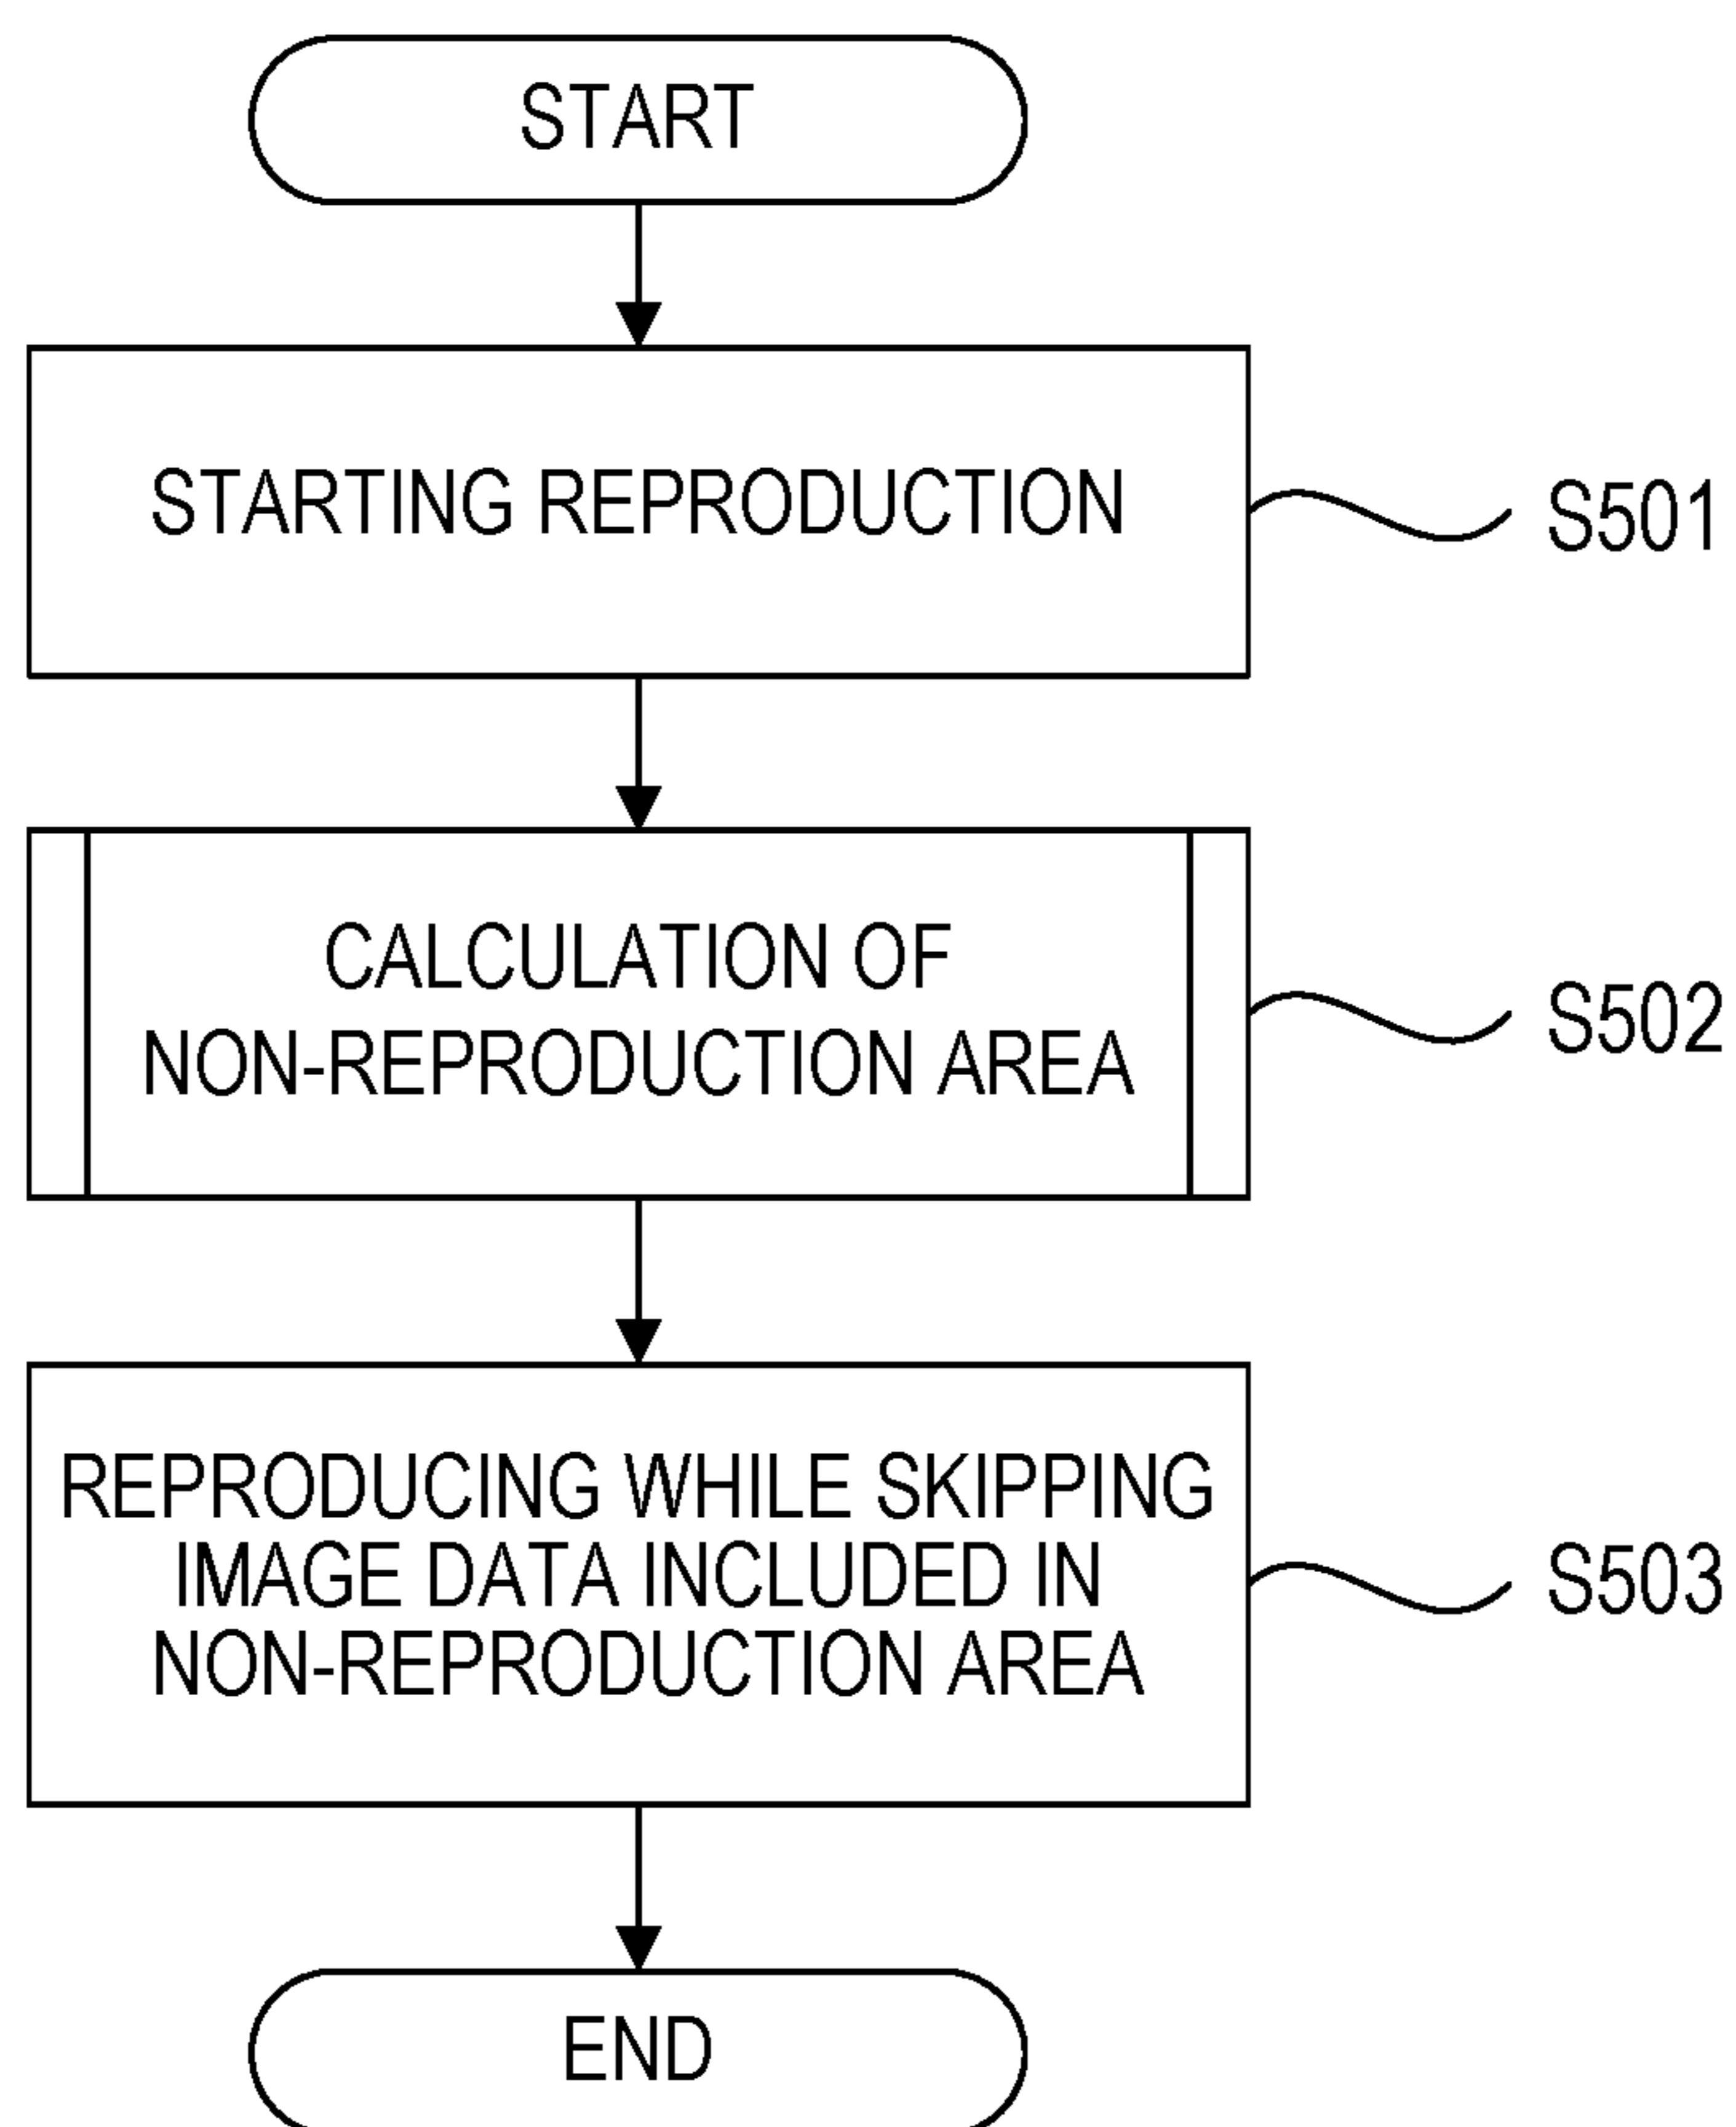 START
STARTING REPRODUCTION
S501
CALCULATION OF
NON-REPRODUCTION AREA
S502
REPRODUCING WHILE SKIPPING
IMAGE DATA INCLUDED IN
NON-REPRODUCTION AREA
S503
END